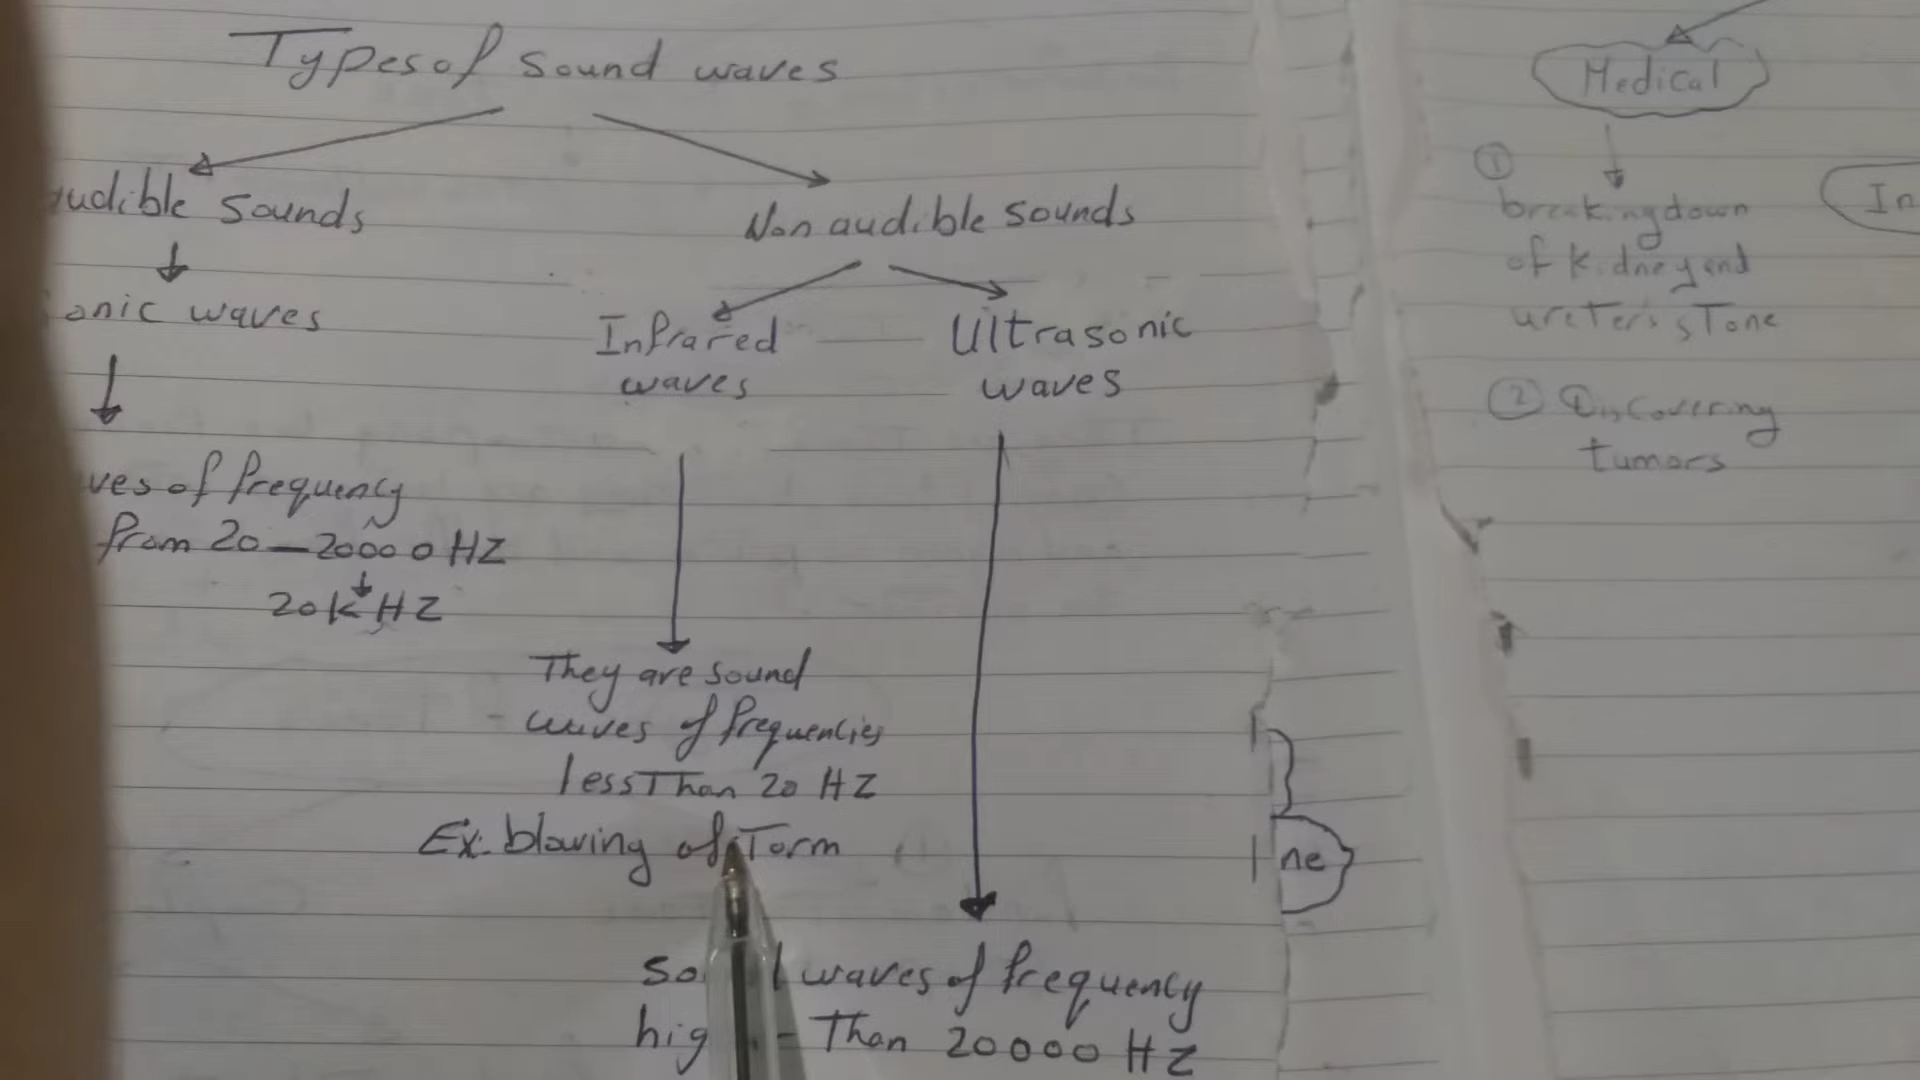 Types of sound waves
udible sounds
Non audible sounds
onic waves
Infrared
waves
Ultrasonic
waves
ves of frequency
from 20 — 20000 HZ
20 K HZ
They are sound
waves of frequencies
less Than 20 HZ
Ex. blowing of Torm
So waves of frequency
hig Than 20000 HZ
ne
Medical
①
breaking down
of kidney and
ureter's sTone
② Discovering
tumors
In